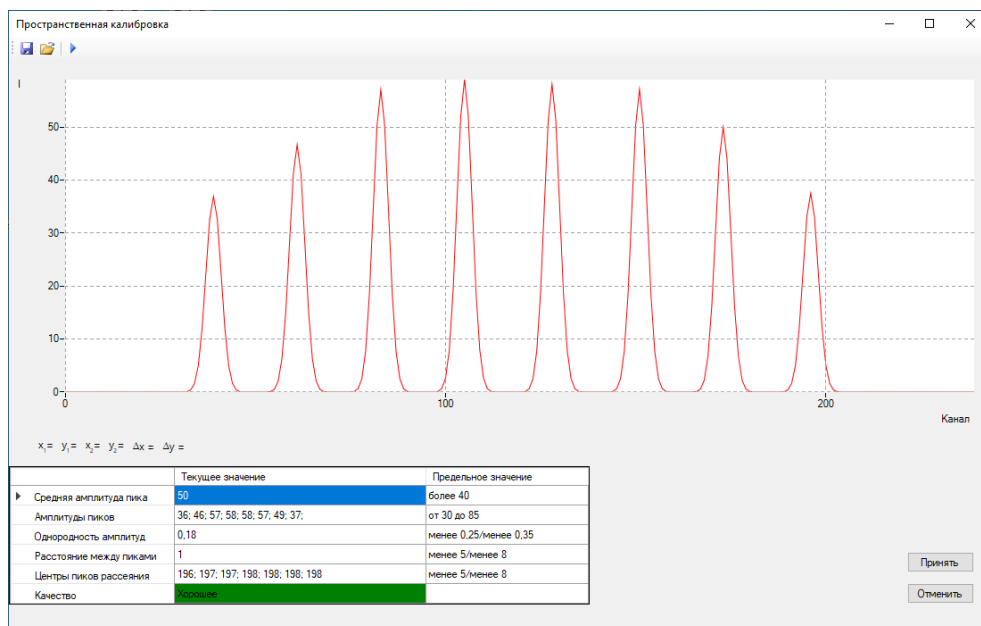 Пространственная калибровка
I
50
40
30
20
10
0
0 100 200
Канал
x1= y1= x2= y2= Δx = Δy =
Текущее значение Предельное значение
Средняя амплитуда пика 50 более 40
Амплитуды пиков 36; 46; 57; 58; 58; 57; 49; 37; от 30 до 85
Однородность амплитуд 0,18 менее 0,25/менее 0,35
Расстояние между пиками 1 менее 5/менее 8
Центры пиков рассеяния 196; 197; 197; 198; 198; 198; 198 менее 5/менее 8
Качество Хорошее
Принять
Отменить